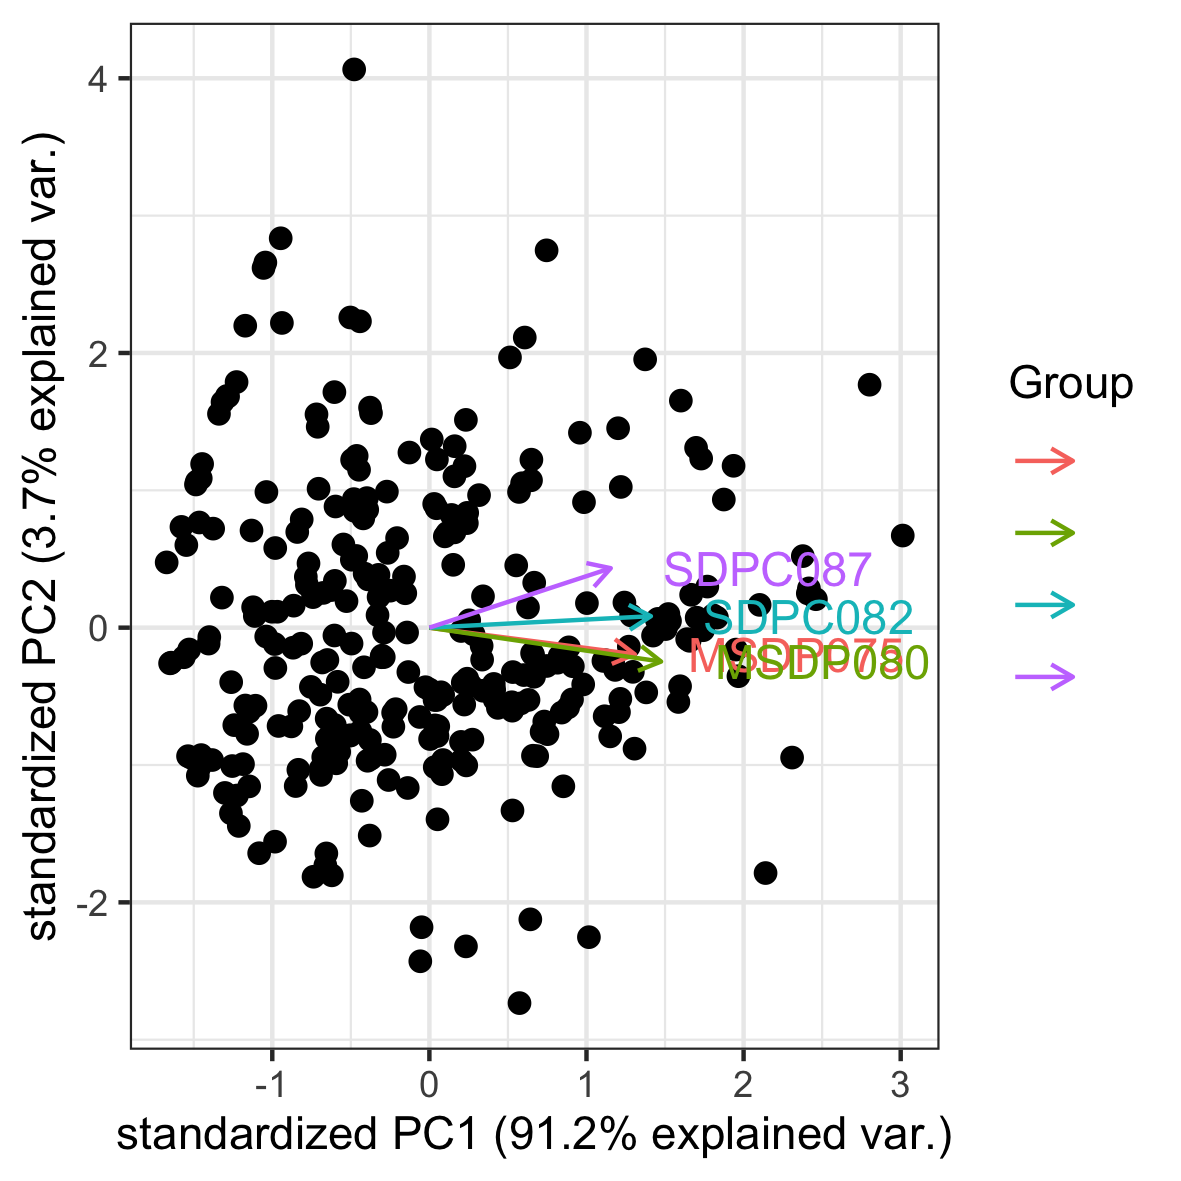 4
2
0
-2
-1
0
1
2
3
standardized PC1 (91.2% explained var.)
standardized PC2 (3.7% explained var.)
SDPC087
SDPC082
MSDP080
Group